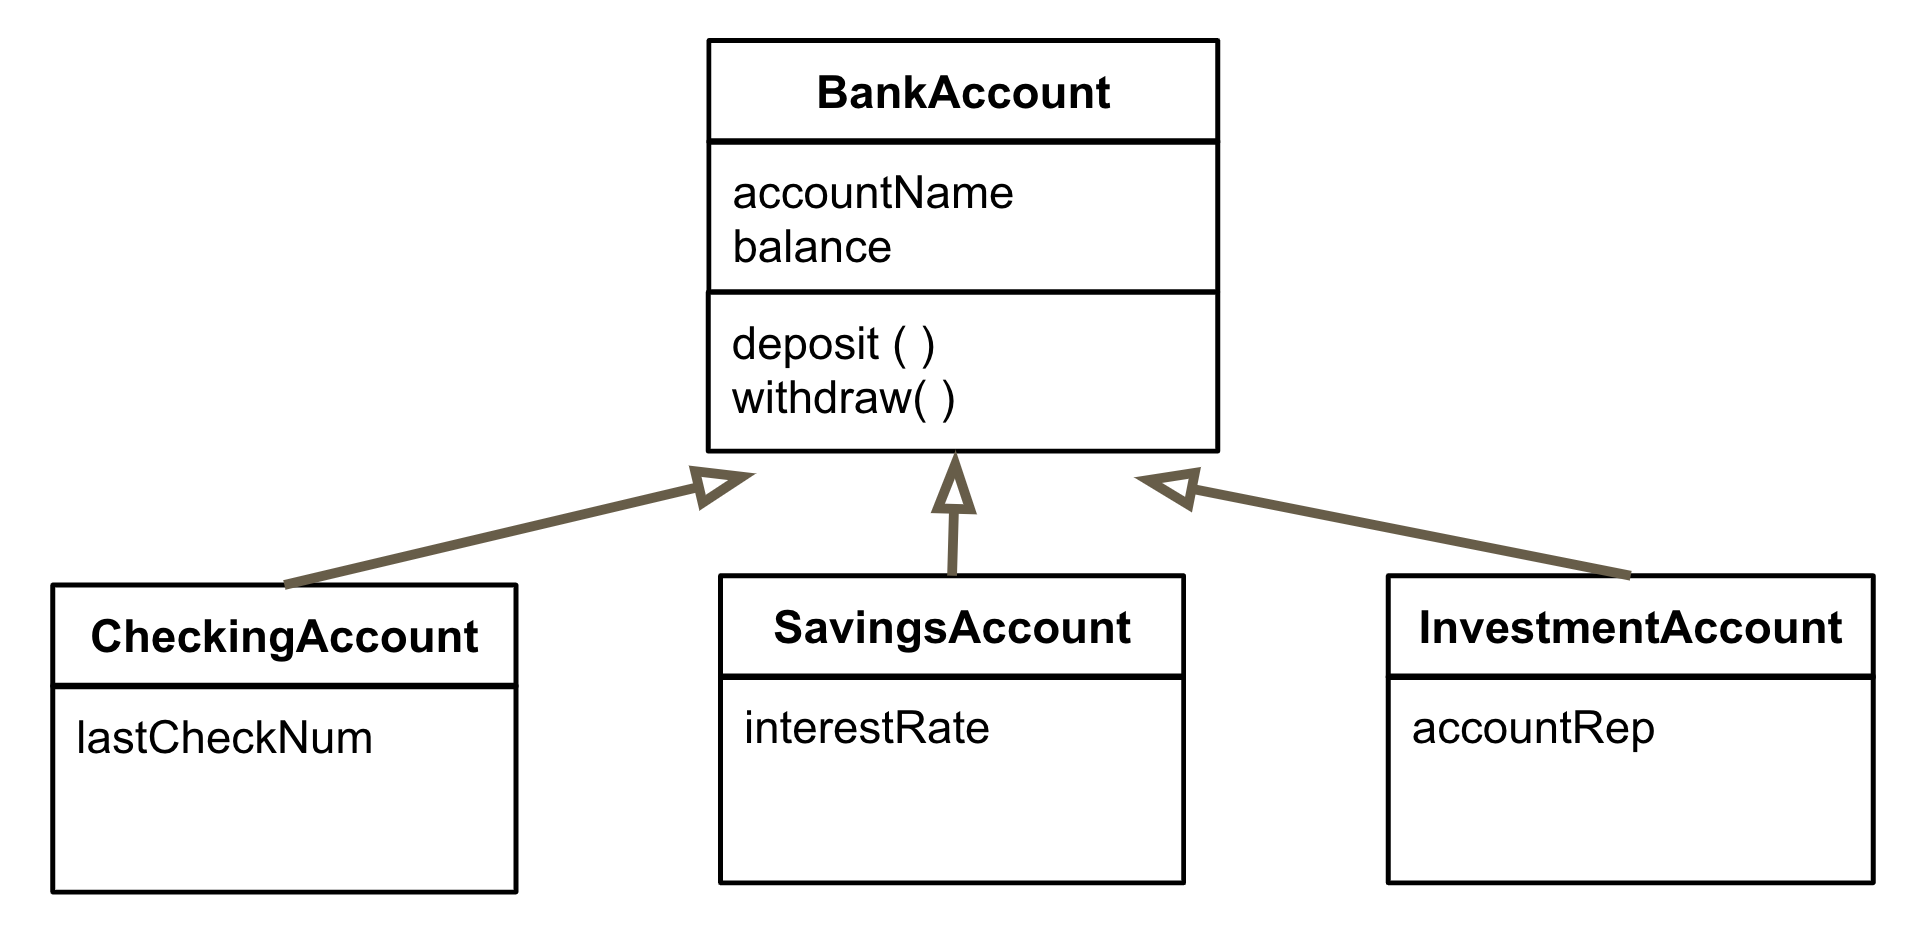 BankAccount
accountName
balance
deposit ( )
withdraw( )
CheckingAccount
lastCheckNum
SavingsAccount
interestRate
InvestmentAccount
accountRep